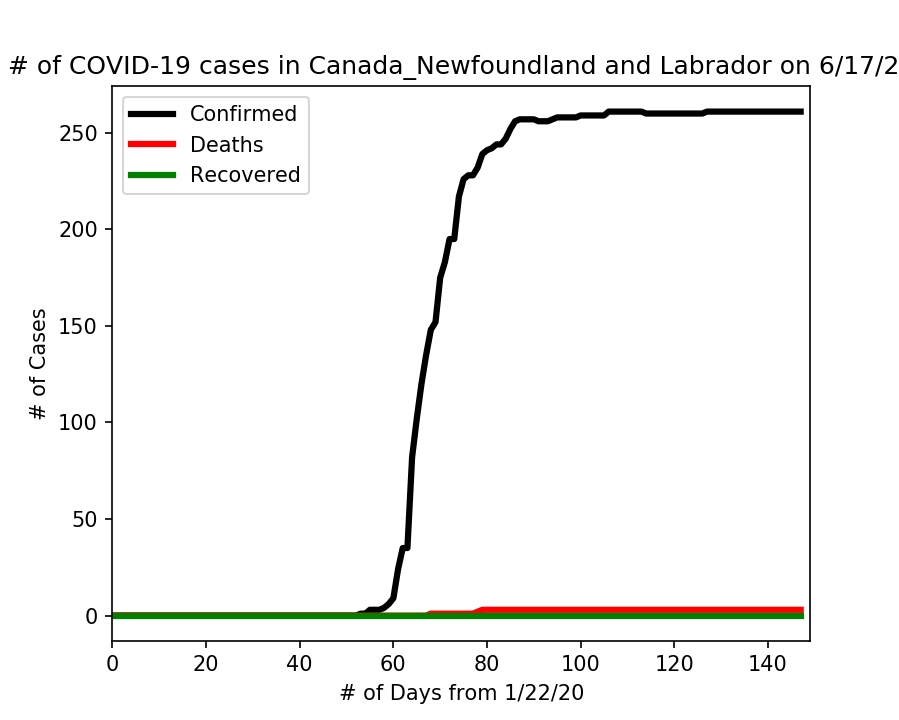 # of COVID-19 cases in Canada_Newfoundland and Labrador on 6/17/2
Confirmed
Deaths
Recovered
250
200
150
100
50
0
# of Cases
0 20 40 60 80 100 120 140
# of Days from 1/22/20